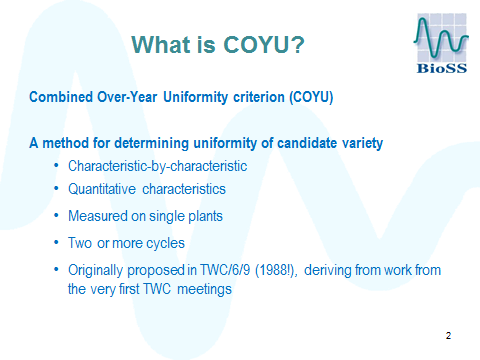 What is COYU?
BioSS
Combined Over-Year Uniformity criterion (COYU)
A method for determining uniformity of candidate variety
• Characteristic-by-characteristic
• Quantitative characteristics
• Measured on single plants
• Two or more cycles
• Originally proposed in TWC/6/9 (1988!), deriving from work from
the very first TWC meetings
2